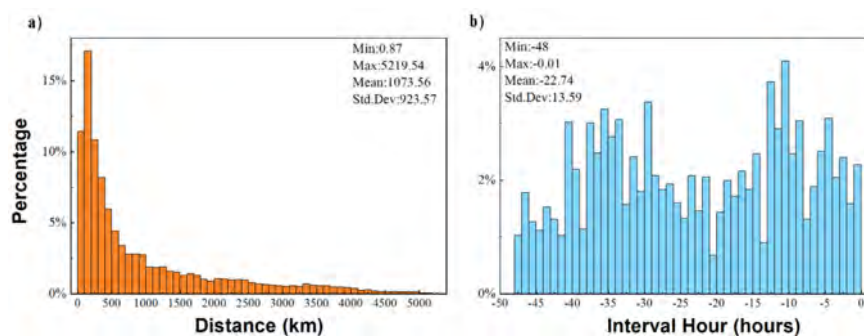 a)
Min:0.87
Max:5219.54
Mean:1073.56
Std.Dev:923.57
15%
10%
5%
0%
Percentage
0 500 1000 1500 2000 2500 3000 3500 4000 4500 5000
Distance (km)
b)
Min:-48
Max:-0.01
Mean:-22.74
Std.Dev:13.59
4%
2%
0%
-50 -45 -40 -35 -30 -25 -20 -15 -10 -5 0
Interval Hour (hours)